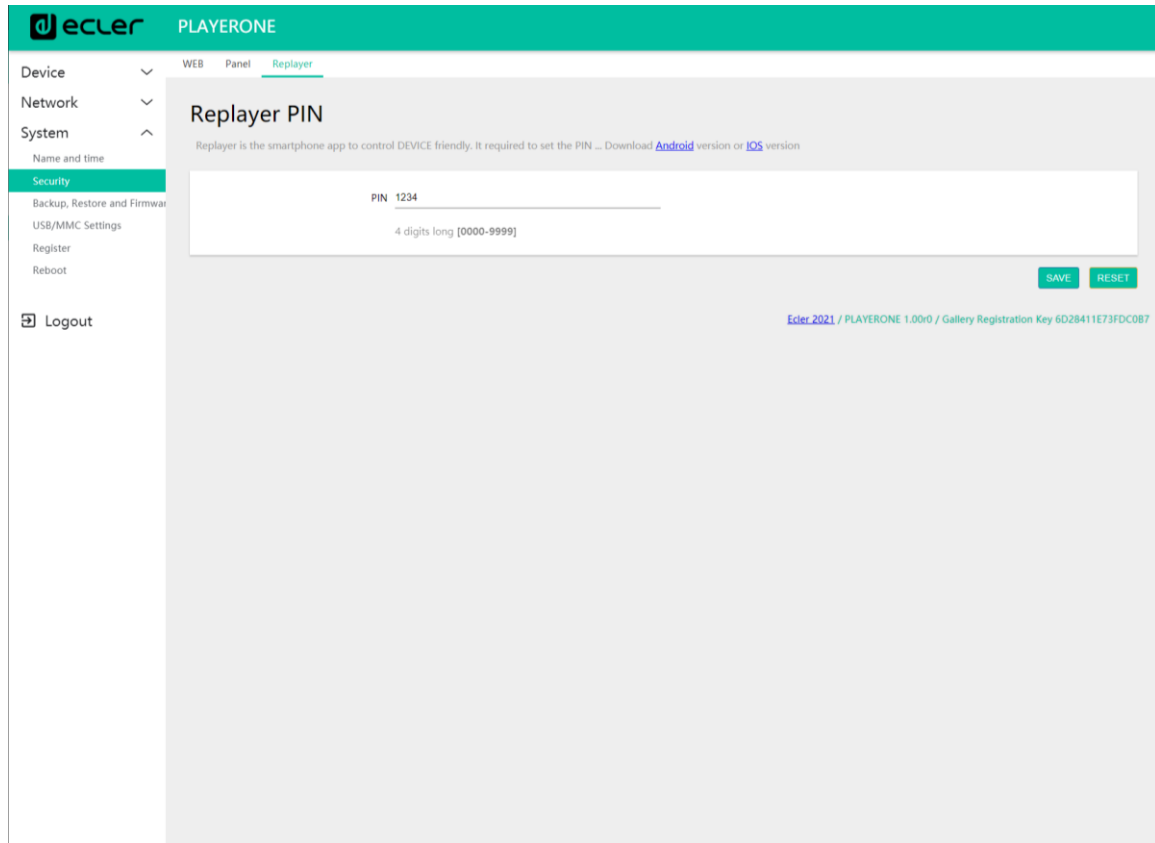 ecler
PLAYERONE
Device
Network
System
Name and time
Security
Backup, Restore and Firmwar
USB/MMC Settings
Register
Reboot
Logout
WEB Panel Replayer
Replayer PIN
Replayer is the smartphone app to control DEVICE friendly. It required to set the PIN ... Download Android version or IOS version
PIN 1234
4 digits long [0000-9999]
SAVE RESET
Ecler 2021 / PLAYERONE 1.00r0 / Gallery Registration Key 6D28411E73FDC0B7